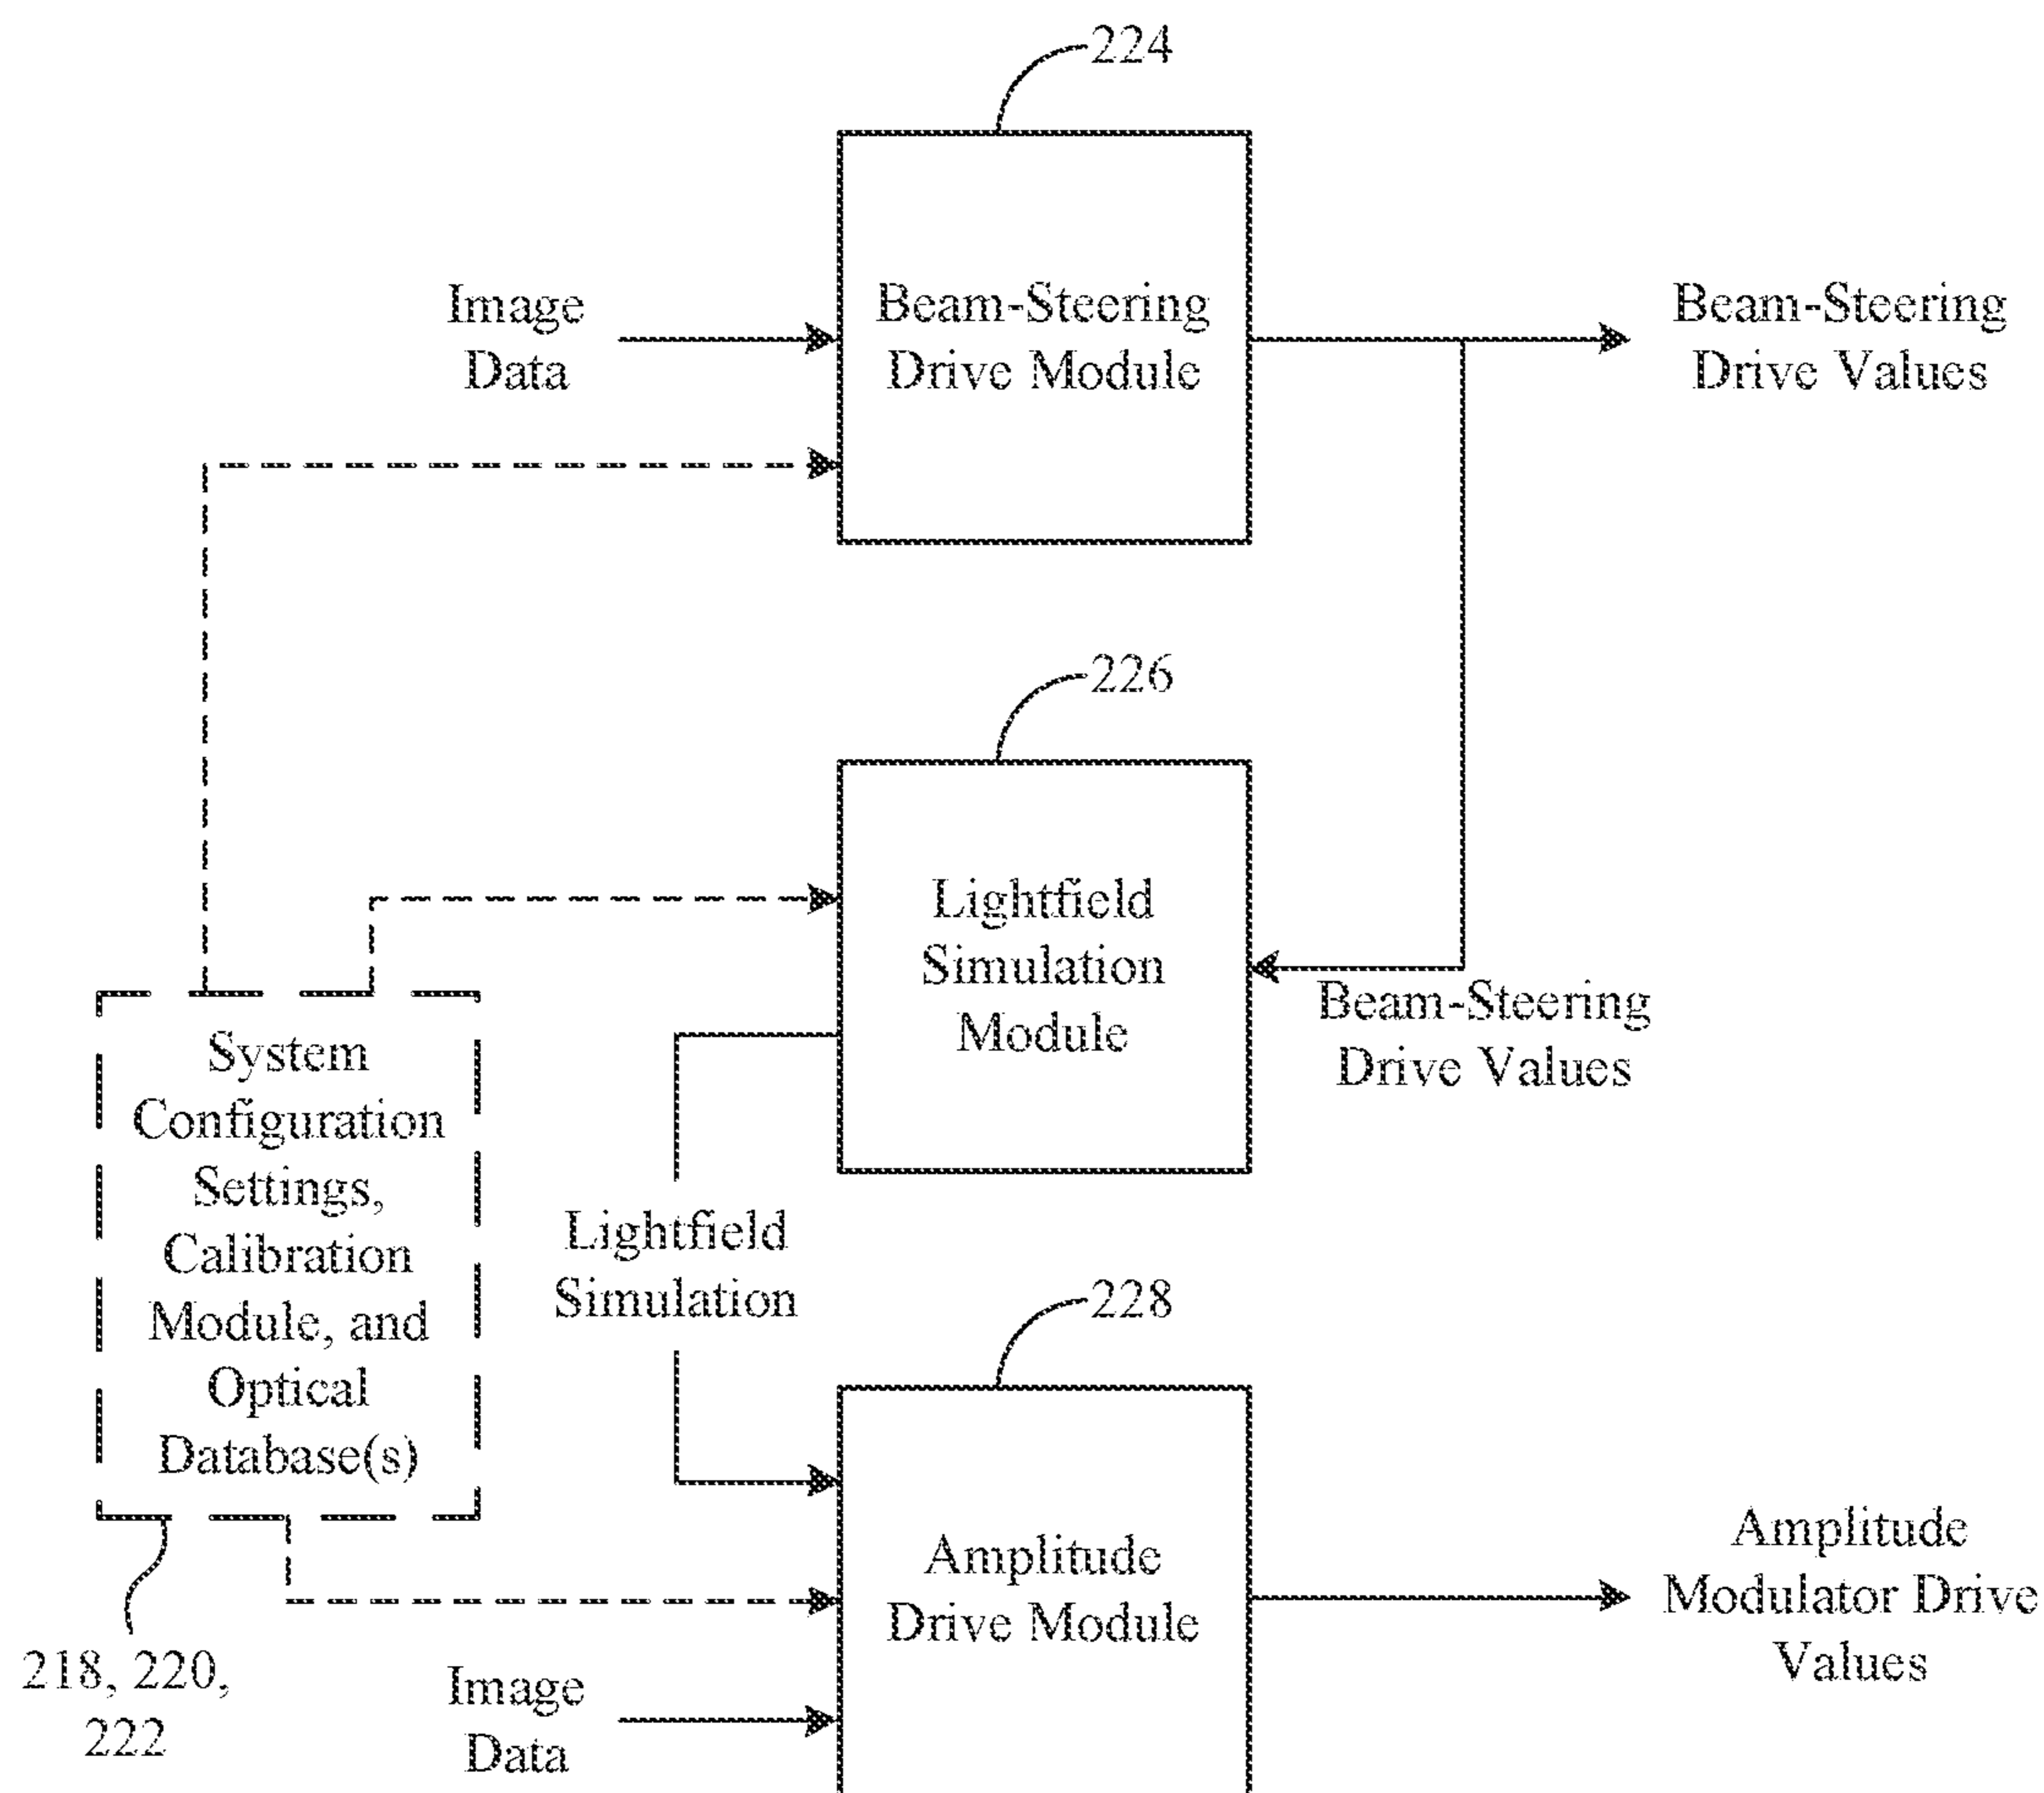 224
Image
Data
Beam-Steering
Drive Module
Beam-Steering
Drive Values
226
Lightfield
Simulation
Module
Beam-Steering
Drive Values
System
Configuration
Settings,
Calibration
Module, and
Optical
Database(s)
218, 220,
222
Lightfield
Simulation
228
Amplitude
Drive Module
Image
Data
Amplitude
Modulator Drive
Values